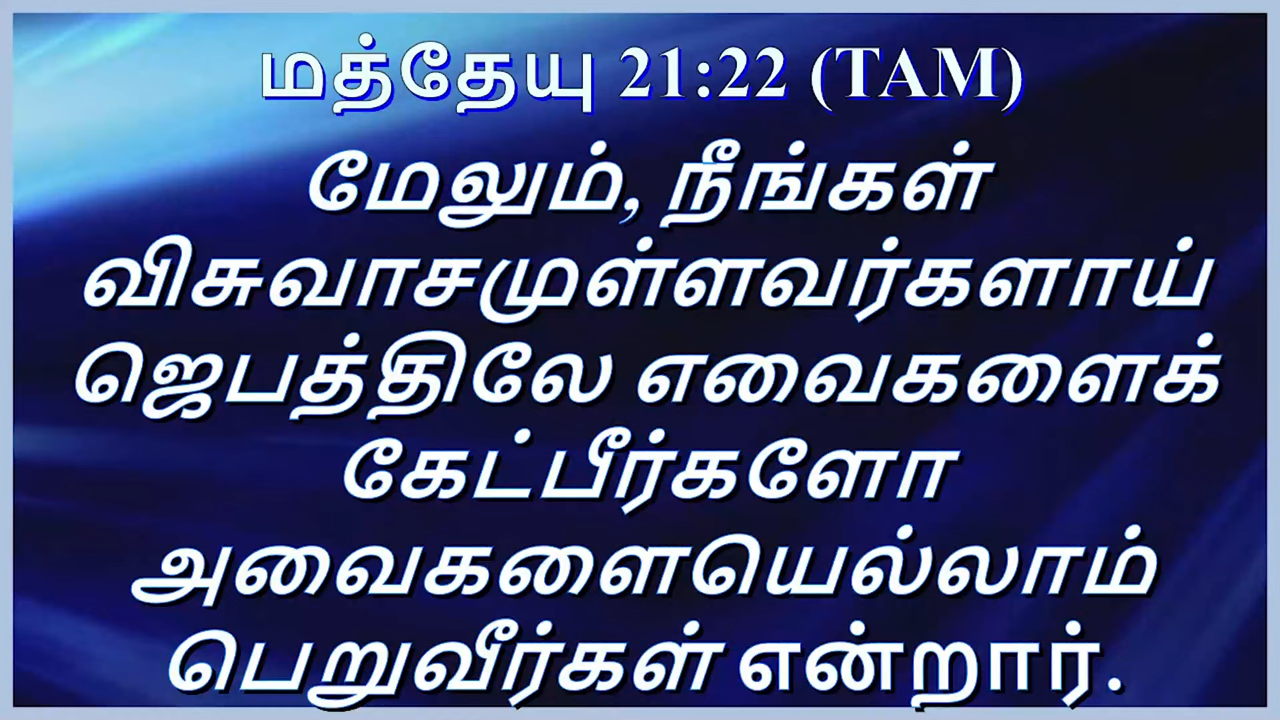 மத்தேயு 21:22 (TAM)
மேலும், நீங்கள்
விசுவாசமுள்ளவர்களாய்
ஜெபத்திலே எவைகளைக்
கேட்பீர்களோ
அவைகளையெல்லாம்
பெறுவீர்கள் என்றார்.